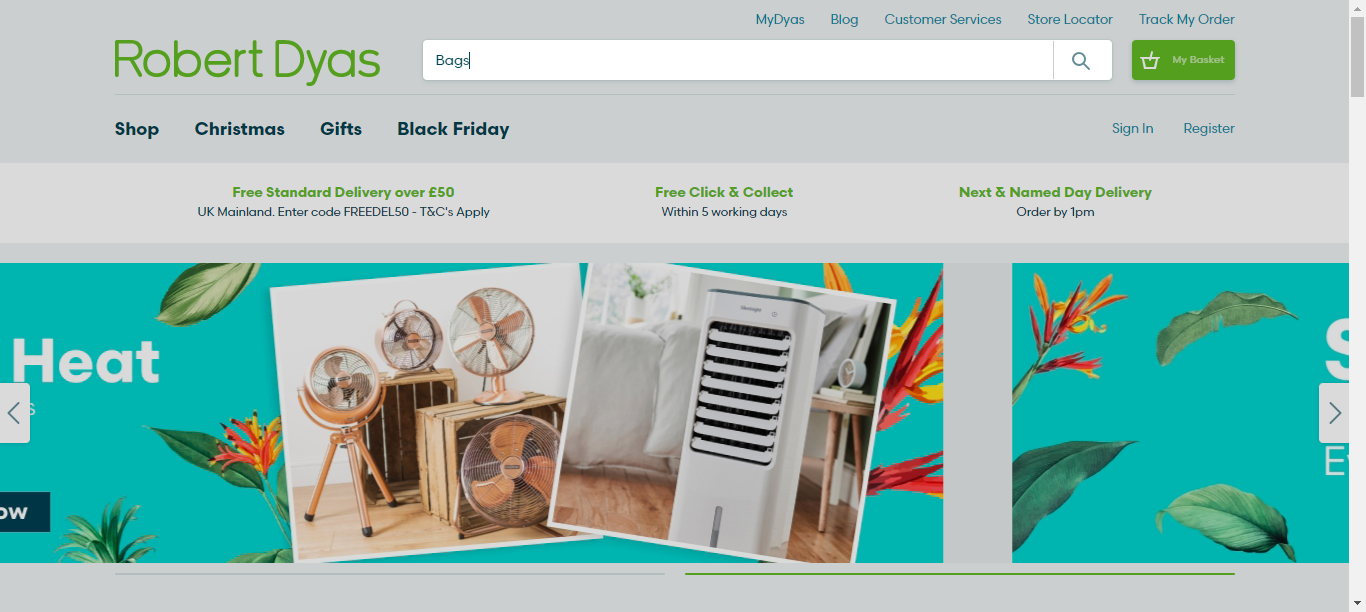 MyDyas
Blog
Customer Services
Store Locator
Track My Order
Robert Dyas
Bags
My Basket
Shop
Christmas
Gifts
Black Friday
Sign In
Register
Free Standard Delivery over £50
UK Mainland. Enter code FREEDEL50 - T&C's Apply
Free Click & Collect
Within 5 working days
Next & Named Day Delivery
Order by 1pm
Heat